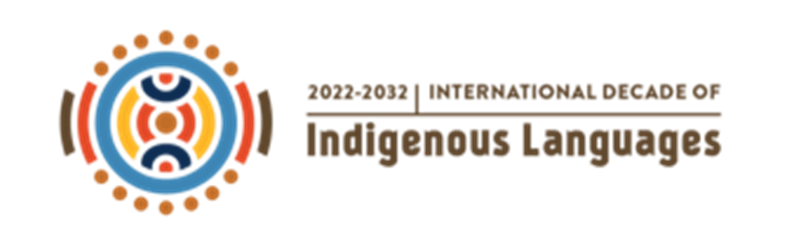 2022-2032 | INTERNATIONAL DECADE OF
Indigenous Languages